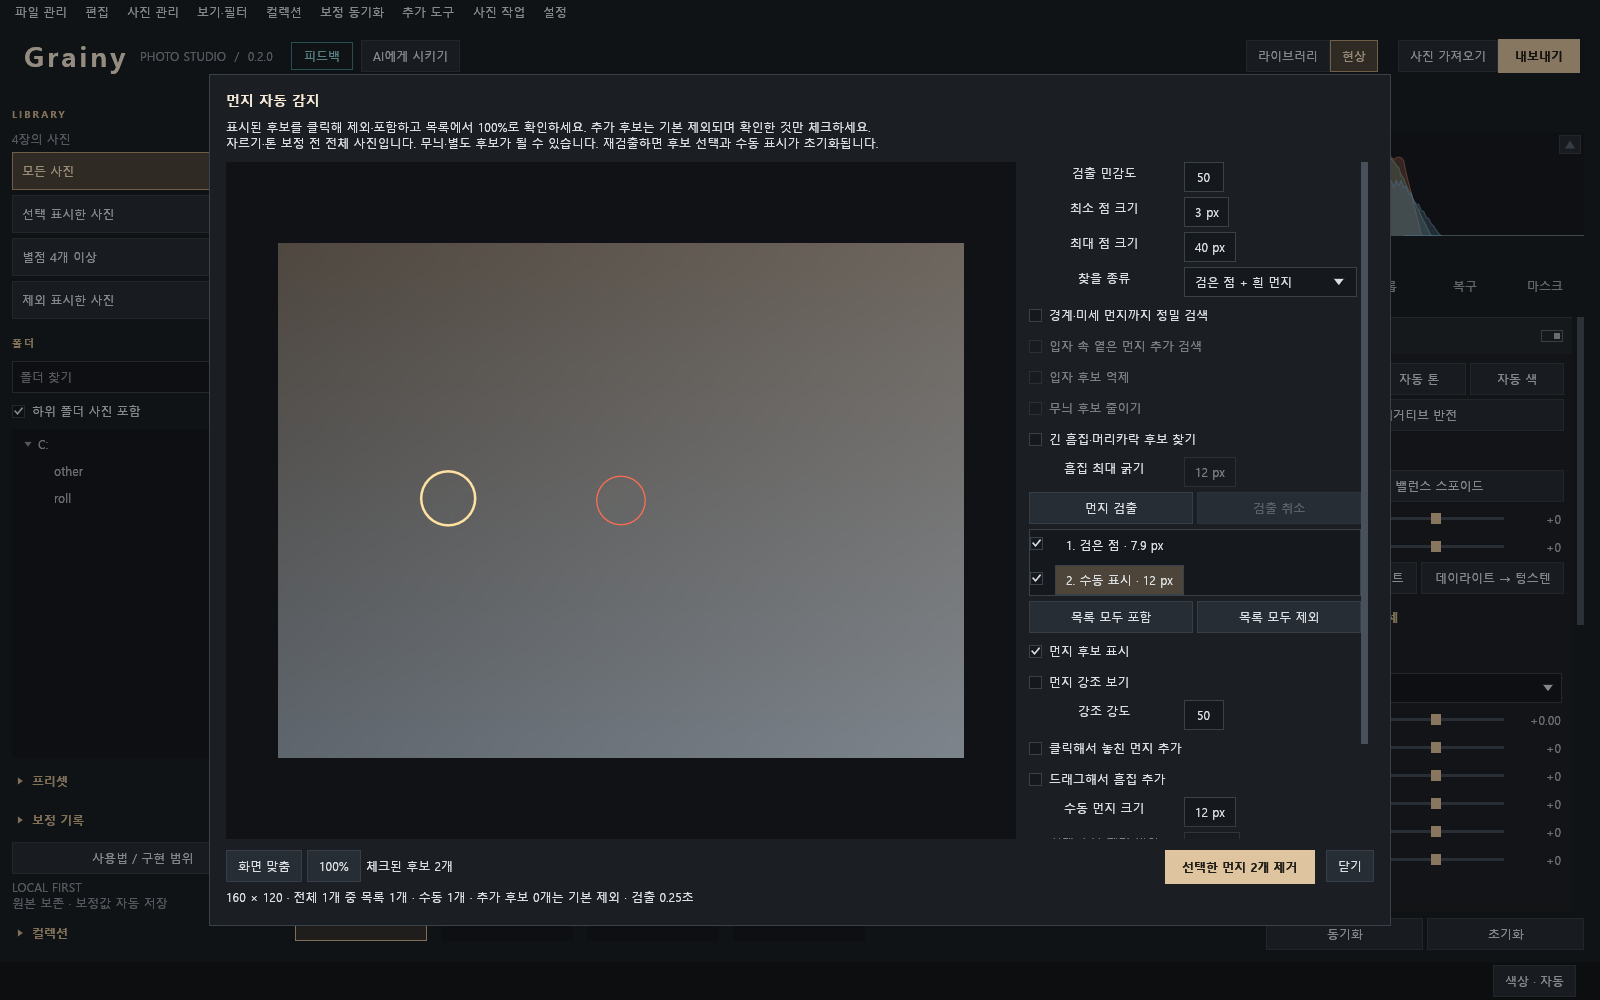 파일 관리 편집 사진 관리 보기·필터 컬렉션 보정 동기화 추가 도구 사진 작업 설정
Grainy PHOTO STUDIO / 0.2.0 피드백 AI에게 시키기 라이브러리 현상 사진 가져오기 내보내기
LIBRARY
4장의 사진
모든 사진
선택 표시한 사진
별점 4개 이상
제외 표시한 사진
폴더
폴더 찾기
하위 폴더 사진 포함
C:
other
roll
프리셋
보정 기록
사용법 / 구현 범위
LOCAL FIRST
원본 보존 · 보정값 자동 저장
컬렉션
먼지 자동 감지
표시된 후보를 클릭해 제외·포함하고 목록에서 100%로 확인하세요. 추가 후보는 기본 제외되며 확인한 것만 체크하세요.
자르기·톤 보정 전 전체 사진입니다. 무늬·별도 후보가 될 수 있습니다. 재검출하면 후보 선택과 수동 표시가 초기화됩니다.
검출 민감도 50
최소 점 크기 3 px
최대 점 크기 40 px
찾을 종류 검은 점 + 흰 먼지
경계·미세 먼지까지 정밀 검색
입자 속 옅은 먼지 추가 검색
입자 후보 억제
무늬 후보 줄이기
긴 흠집·머리카락 후보 찾기
흠집 최대 굵기 12 px
먼지 검출 검출 취소
1. 검은 점 · 7.9 px
2. 수동 표시 · 12 px
목록 모두 포함 목록 모두 제외
먼지 후보 표시
먼지 강조 보기
강조 강도 50
클릭해서 놓친 먼지 추가
드래그해서 흠집 추가
수동 먼지 크기 12 px
화면 맞춤 100% 체크된 후보 2개 선택한 먼지 2개 제거 닫기
160 × 120 · 전체 1개 중 목록 1개 · 수동 1개 · 추가 후보 0개는 기본 제외 · 검출 0.25초
복구 마스크
자동 톤 자동 색
반전
밸런스 스포이드
+0
+0
데이라이트 → 텅스텐
+0.00
+0
+0
+0
+0
+0
동기화 초기화
색상 · 자동